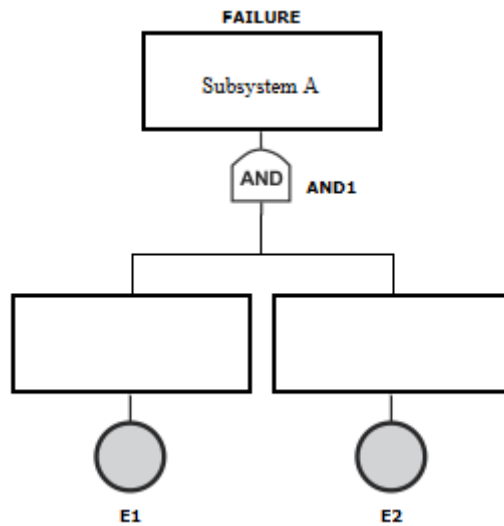 FAILURE
Subsystem A
AND
AND1
E1
E2